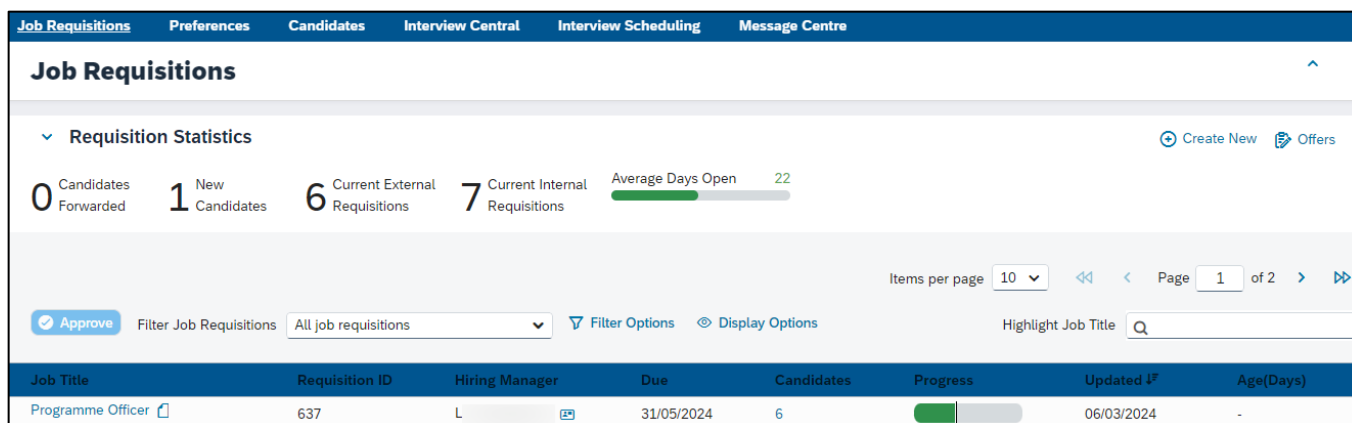 Job Requisitions Preferences Candidates Interview Central Interview Scheduling Message Centre
Job Requisitions
Requisition Statistics Create New Offers
0 Candidates Forwarded 1 New Candidates 6 Current External Requisitions 7 Current Internal Requisitions Average Days Open 22
Items per page 10 Page 1 of 2
Approve Filter Job Requisitions All job requisitions Filter Options Display Options Highlight Job Title
Job Title Requisition ID Hiring Manager Due Candidates Progress Updated Age(Days)
Programme Officer 637 L 31/05/2024 6 06/03/2024 -